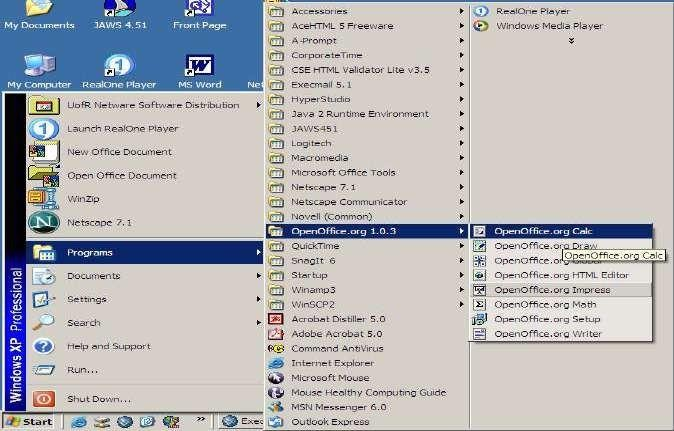 My Documents
JAWS 4.51
Front Page
My Computer
RealOne Player
MS Word
Net
UofR Netware Software Distribution
Launch RealOne Player
New Office Document
Open Office Document
WinZip
Netscape 7.1
Programs
Documents
Settings
Search
Help and Support
Run...
Shut Down...
Windows XP Professional
Start
»
Exec
Accessories
AceHTML 5 Freeware
A-Prompt
CorporateTime
CSE HTML Validator Lite v3.5
Execmail 5.1
HyperStudio
Java 2 Runtime Environment
JAWS451
Logitech
Macromedia
Microsoft Office Tools
Netscape 7.1
Netscape Communicator
Novell (Common)
OpenOffice.org 1.0.3
QuickTime
SnagIt 6
Startup
Winamp3
WinSCP2
Acrobat Distiller 5.0
Adobe Acrobat 5.0
Command AntiVirus
Internet Explorer
Microsoft Mouse
Mouse Healthy Computing Guide
MSN Messenger 6.0
Outlook Express
RealOne Player
Windows Media Player
OpenOffice.org Calc
OpenOffice.org Draw
OpenOffice.org Calc
OpenOffice.org HTML Editor
OpenOffice.org Impress
OpenOffice.org Math
OpenOffice.org Setup
OpenOffice.org Writer